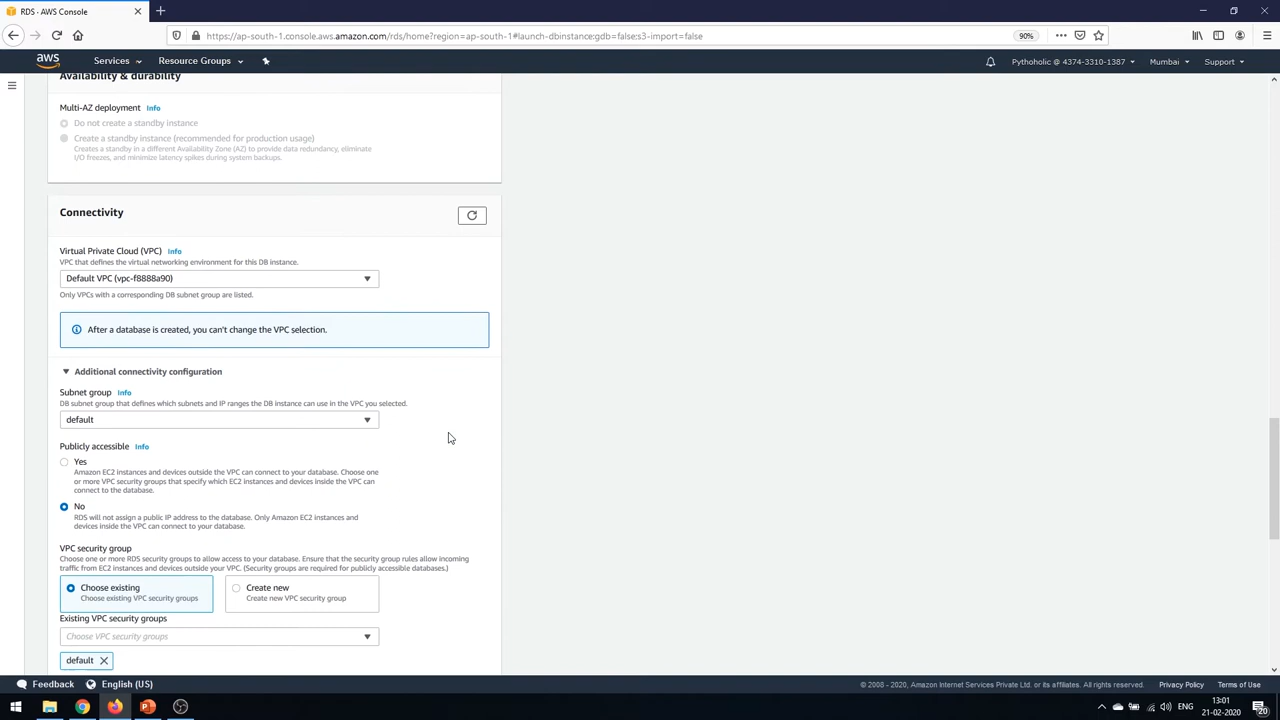 RDS · AWS Console
https://ap-south-1.console.aws.amazon.com/rds/home?region=ap-south-1#launch-dbinstance:gdb=false;s3-import=false
90%
aws
Services
Resource Groups
Pythoholic @ 4374-3310-1387
Mumbai
Support
Availability & durability
Multi-AZ deployment Info
Do not create a standby instance
Create a standby instance (recommended for production usage)
Creates a standby in a different Availability Zone (AZ) to provide data redundancy, eliminate
I/O freezes, and minimize latency spikes during system backups.
Connectivity
Virtual Private Cloud (VPC) Info
VPC that defines the virtual networking environment for this DB instance.
Default VPC (vpc-f8888a90)
Only VPCs with a corresponding DB subnet group are listed.
After a database is created, you can't change the VPC selection.
Additional connectivity configuration
Subnet group Info
DB subnet group that defines which subnets and IP ranges the DB instance can use in the VPC you selected.
default
Publicly accessible Info
Yes
Amazon EC2 instances and devices outside the VPC can connect to your database. Choose one
or more VPC security groups that specify which EC2 instances and devices inside the VPC can
connect to the database.
No
RDS will not assign a public IP address to the database. Only Amazon EC2 instances and
devices inside the VPC can connect to your database.
VPC security group
Choose one or more RDS security groups to allow access to your database. Ensure that the security group rules allow incoming
traffic from EC2 instances and devices outside your VPC. (Security groups are required for publicly accessible databases.)
Choose existing
Choose existing VPC security groups
Create new
Create new VPC security group
Existing VPC security groups
Choose VPC security groups
default
Feedback
English (US)
© 2008 - 2020, Amazon Internet Services Private Ltd. or its affiliates. All rights reserved.
Privacy Policy
Terms of Use
ENG
13:01
21-02-2020
20